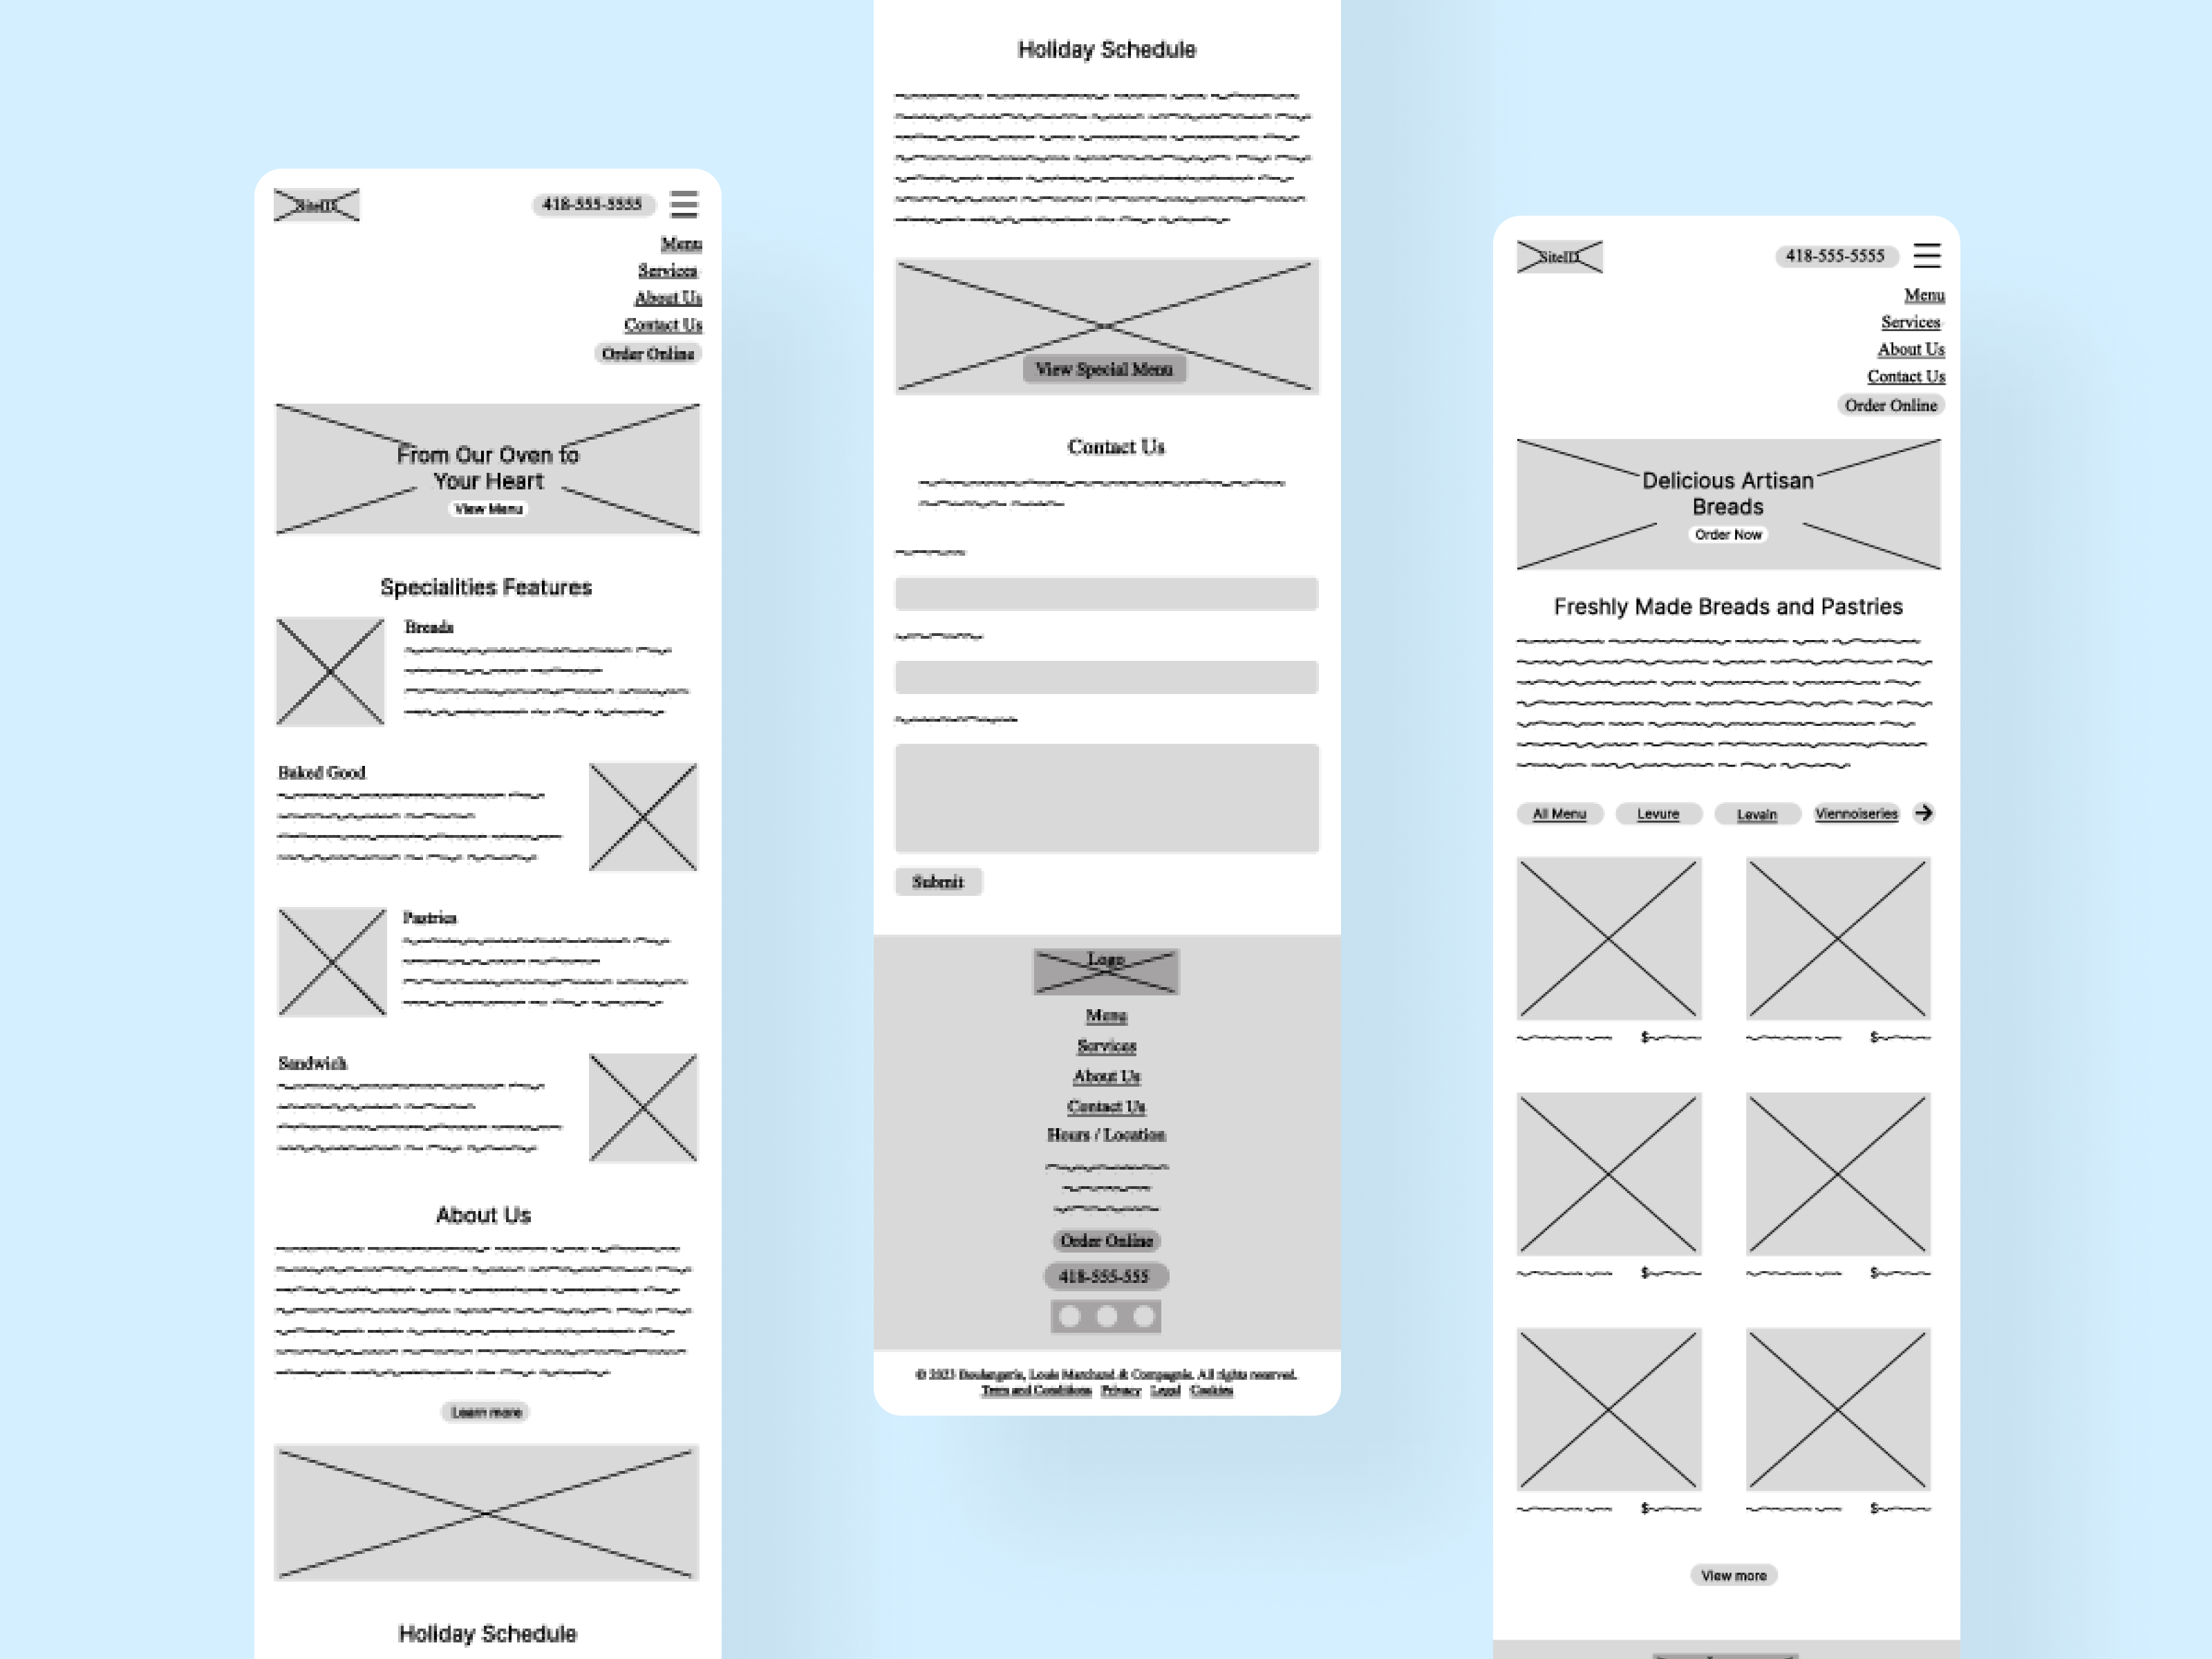 SiteID
418-555-5555
Menu
Services
About Us
Contact Us
Order Online
From Our Oven to
Your Heart
View Menu
Specialities Features
Breads
Baked Good
Pastries
Sandwich
About Us
Learn more
Holiday Schedule
Holiday Schedule
View Special Menu
Contact Us
Submit
Logo
Menu
Services
About Us
Contact Us
Hours / Location
Order Online
418-555-555
© 2023 Boulangerie, Louis Marchand & Compagnie. All rights reserved.
Term and Conditions Privacy Legal Cookies
SiteID
418-555-5555
Menu
Services
About Us
Contact Us
Order Online
Delicious Artisan
Breads
Order Now
Freshly Made Breads and Pastries
All Menu Levure Levain Viennoiseries
$ $
$ $
$ $
View more